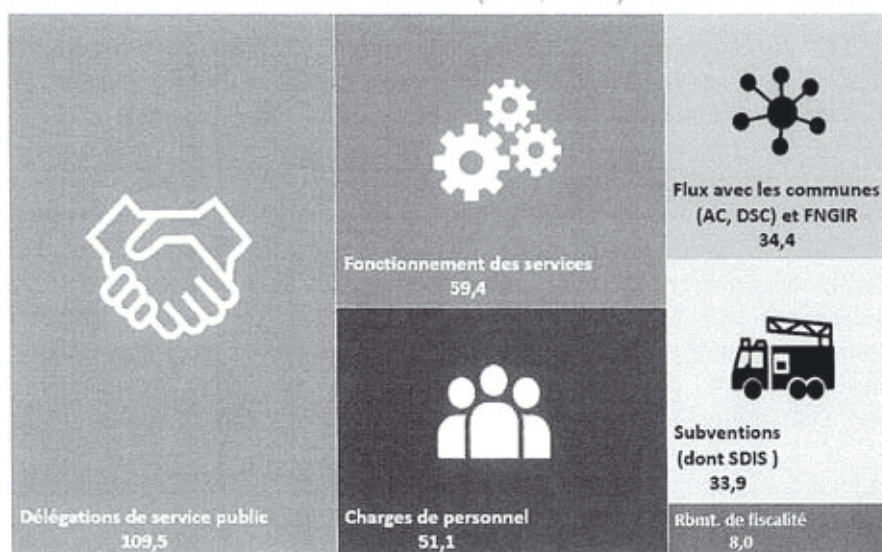 Délégations de service public
109,5
Fonctionnement des services
59,4
Charges de personnel
51,1
Flux avec les communes
(AC, DSC) et FNGIR
34,4
Subventions
(dont SDIS )
33,9
Rbmt. de fiscalité
8,0